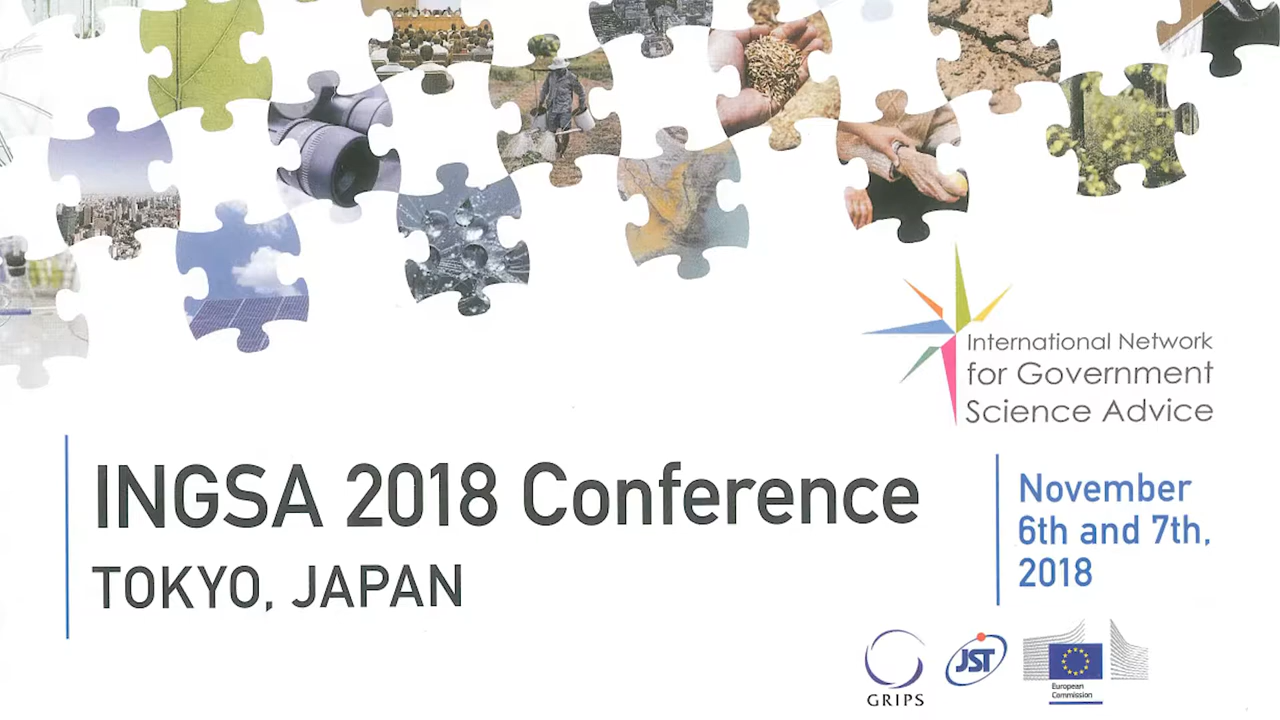 International Network
for Government
Science Advice
INGSA 2018 Conference
TOKYO, JAPAN
November
6th and 7th,
2018
GRIPS
JST
European
Commission